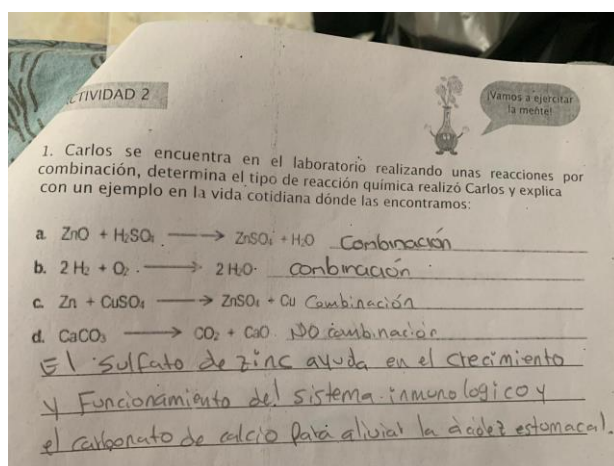 CTIVIDAD 2
¡Vamos a ejercitar
la mente!
1. Carlos se encuentra en el laboratorio realizando unas reacciones por
combinación, determina el tipo de reacción química realizó Carlos y explica
con un ejemplo en la vida cotidiana dónde las encontramos:
a. ZnO + H₂SO₄ ⟶ ZnSO₄ + H₂O Combinación
b. 2 H₂ + O₂ ⟶ 2 H₂O combinación
c. Zn + CuSO₄ ⟶ ZnSO₄ + Cu Combinación
d. CaCO₃ ⟶ CO₂ + CaO NO combinación
El sulfato de zinc ayuda en el crecimiento
y Funcionamiento del sistema inmunologico y
el carbonato de calcio para aliviar la ácidez estomacal.